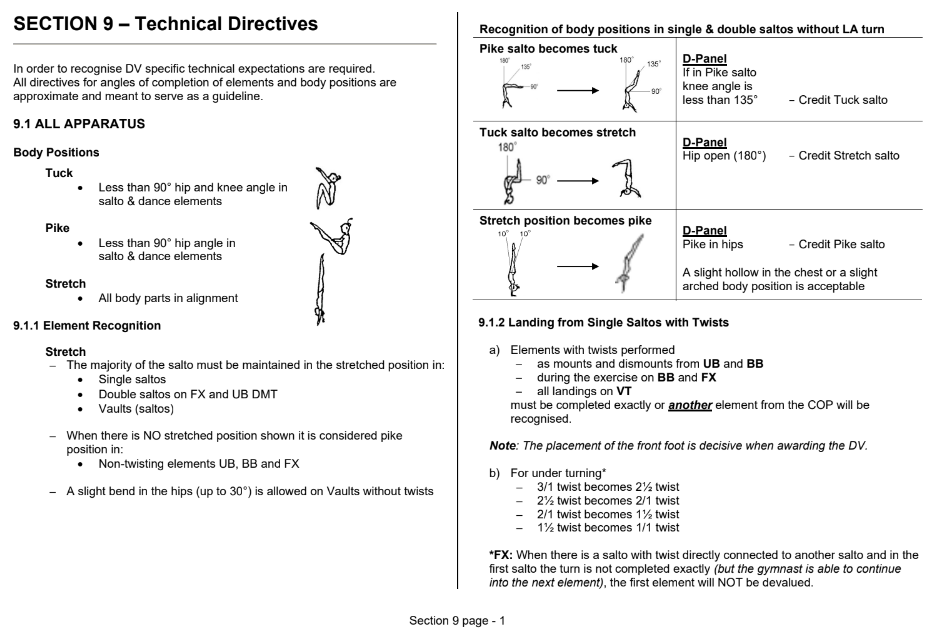 SECTION 9 – Technical Directives
In order to recognise DV specific technical expectations are required.
All directives for angles of completion of elements and body positions are
approximate and meant to serve as a guideline.
9.1 ALL APPARATUS
Body Positions
Tuck
• Less than 90° hip and knee angle in
salto & dance elements
Pike
• Less than 90° hip angle in
salto & dance elements
Stretch
• All body parts in alignment
9.1.1 Element Recognition
Stretch
– The majority of the salto must be maintained in the stretched position in:
• Single saltos
• Double saltos on FX and UB DMT
• Vaults (saltos)
– When there is NO stretched position shown it is considered pike
position in:
• Non-twisting elements UB, BB and FX
– A slight bend in the hips (up to 30°) is allowed on Vaults without twists
Recognition of body positions in single & double saltos without LA turn
Pike salto becomes tuck
180° 135° 90° 180° 135° 90°
D-Panel
If in Pike salto
knee angle is
less than 135° – Credit Tuck salto
Tuck salto becomes stretch
180°
90°
D-Panel
Hip open (180°) – Credit Stretch salto
Stretch position becomes pike
10° 10°
D-Panel
Pike in hips – Credit Pike salto
A slight hollow in the chest or a slight
arched body position is acceptable
9.1.2 Landing from Single Saltos with Twists
a) Elements with twists performed
– as mounts and dismounts from UB and BB
– during the exercise on BB and FX
– all landings on VT
must be completed exactly or another element from the COP will be
recognised.
Note: The placement of the front foot is decisive when awarding the DV.
b) For under turning*
– 3/1 twist becomes 2½ twist
– 2½ twist becomes 2/1 twist
– 2/1 twist becomes 1½ twist
– 1½ twist becomes 1/1 twist
*FX: When there is a salto with twist directly connected to another salto and in the
first salto the turn is not completed exactly (but the gymnast is able to continue
into the next element), the first element will NOT be devalued.
Section 9 page - 1